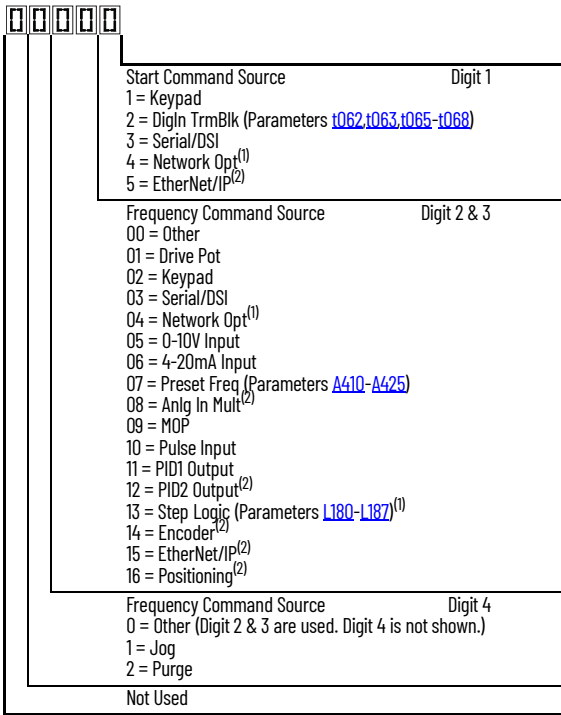 00000
Start Command Source Digit 1
1 = Keypad
2 = DigIn TrmBlk (Parameters t062,t063,t065-t068)
3 = Serial/DSI
4 = Network Opt(1)
5 = EtherNet/IP(2)
Frequency Command Source Digit 2 & 3
00 = Other
01 = Drive Pot
02 = Keypad
03 = Serial/DSI
04 = Network Opt(1)
05 = 0-10V Input
06 = 4-20mA Input
07 = Preset Freq (Parameters A410-A425)
08 = Anlg In Mult(2)
09 = MOP
10 = Pulse Input
11 = PID1 Output
12 = PID2 Output(2)
13 = Step Logic (Parameters L180-L187)(1)
14 = Encoder(2)
15 = EtherNet/IP(2)
16 = Positioning(2)
Frequency Command Source Digit 4
0 = Other (Digit 2 & 3 are used. Digit 4 is not shown.)
1 = Jog
2 = Purge
Not Used